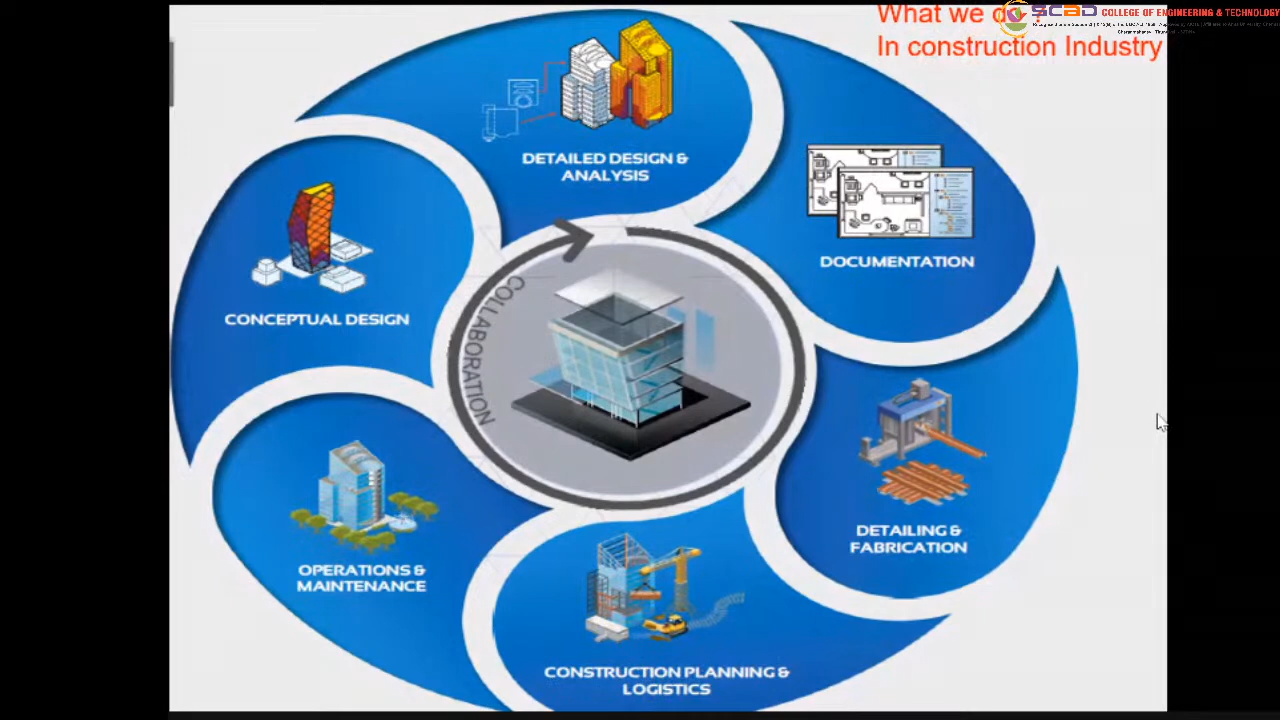 What we do ?
SCAD COLLEGE OF ENGINEERING & TECHNOLOGY
In construction Industry
DETAILED DESIGN &
ANALYSIS
DOCUMENTATION
CONCEPTUAL DESIGN
COLLABORATION
DETAILING &
FABRICATION
OPERATIONS &
MAINTENANCE
CONSTRUCTION PLANNING &
LOGISTICS